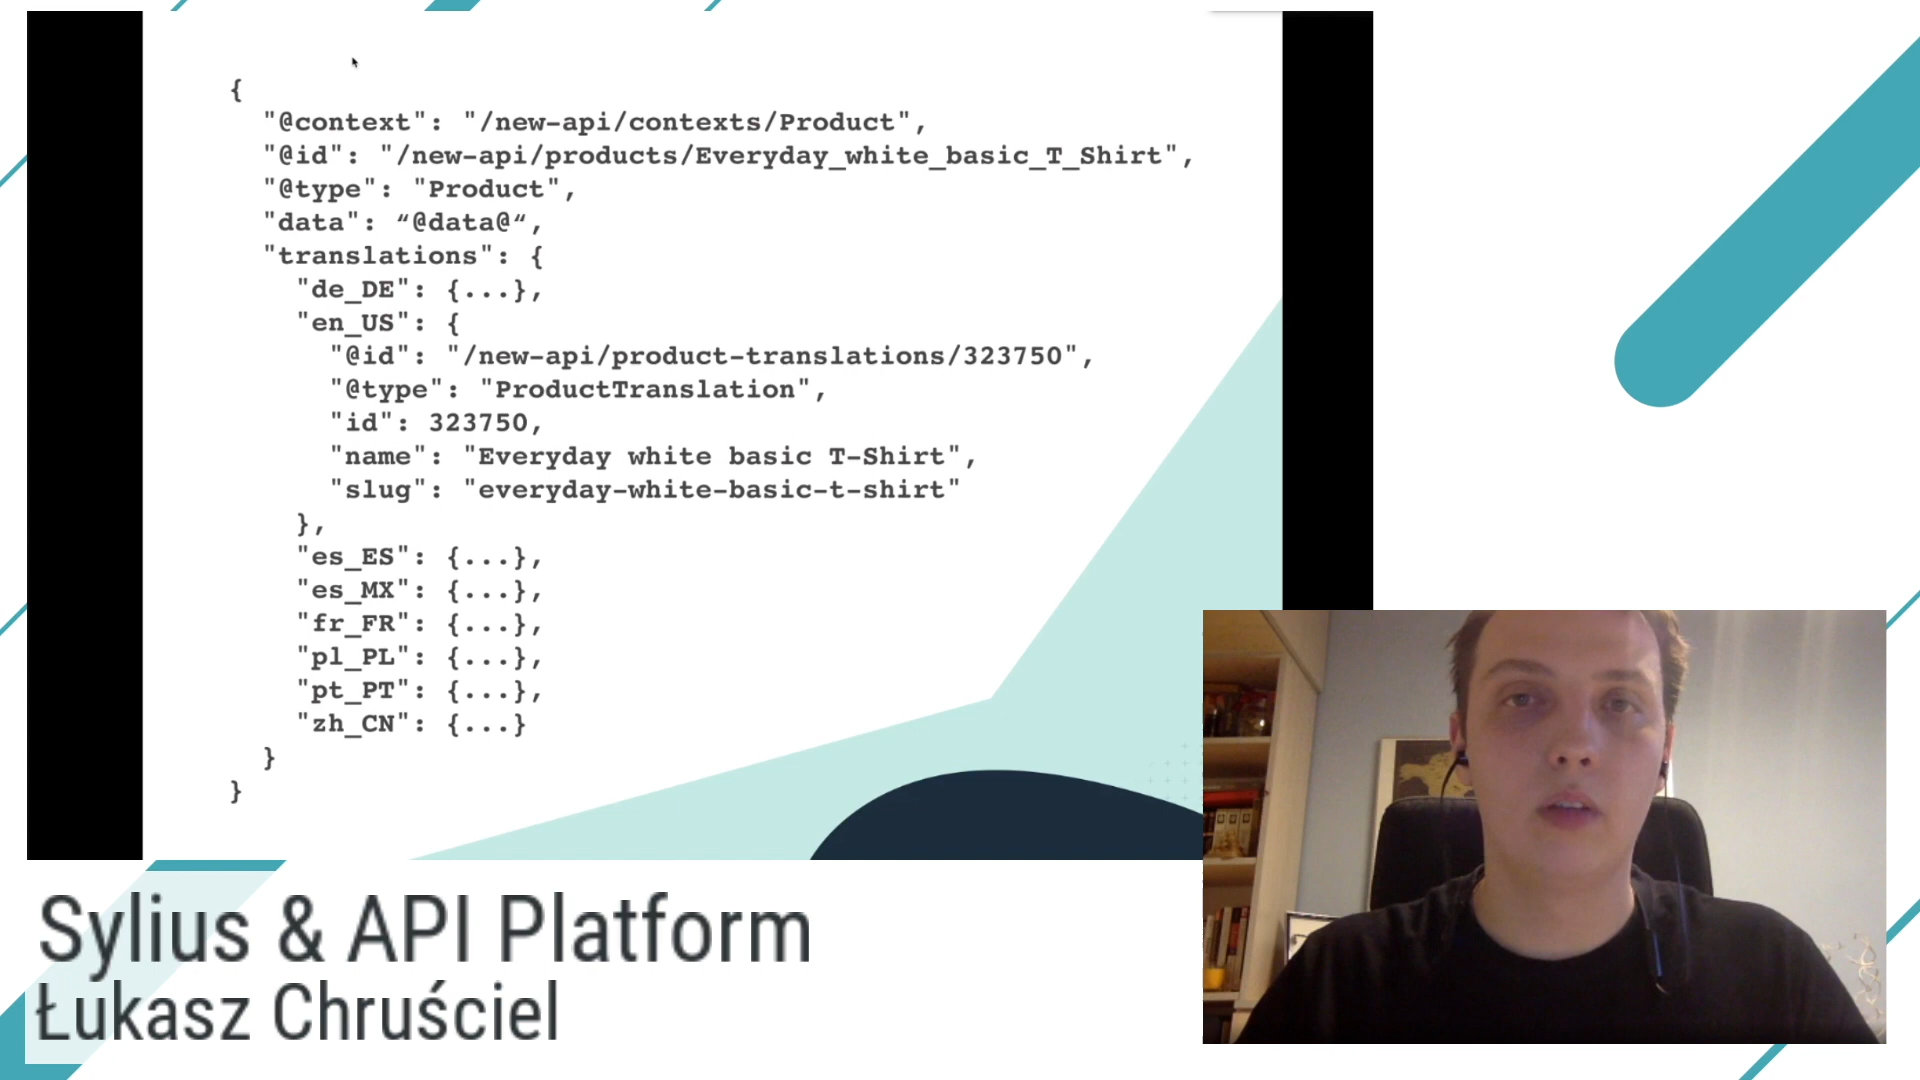 {
"@context": "/new-api/contexts/Product",
"@id": "/new-api/products/Everyday_white_basic_T_Shirt",
"@type": "Product",
"data": “@data@“,
"translations": {
"de_DE": {...},
"en_US": {
"@id": "/new-api/product-translations/323750",
"@type": "ProductTranslation",
"id": 323750,
"name": "Everyday white basic T-Shirt",
"slug": "everyday-white-basic-t-shirt"
},
"es_ES": {...},
"es_MX": {...},
"fr_FR": {...},
"pl_PL": {...},
"pt_PT": {...},
"zh_CN": {...}
}
}
Sylius & API Platform
Łukasz Chruściel